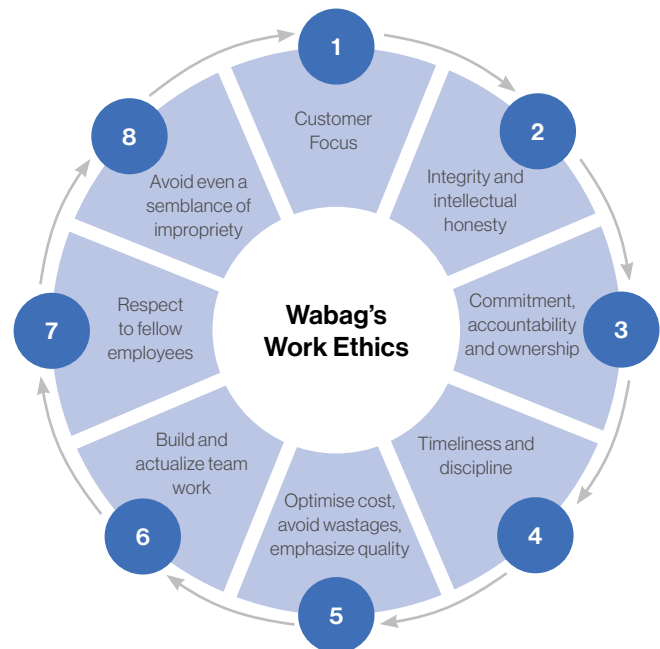 Wabag's
Work Ethics
1
Customer
Focus
2
Integrity and
intellectual
honesty
3
Commitment,
accountability
and ownership
4
Timeliness and
discipline
5
Optimise cost,
avoid wastages,
emphasize quality
6
Build and
actualize team
work
7
Respect
to fellow
employees
8
Avoid even a
semblance of
impropriety